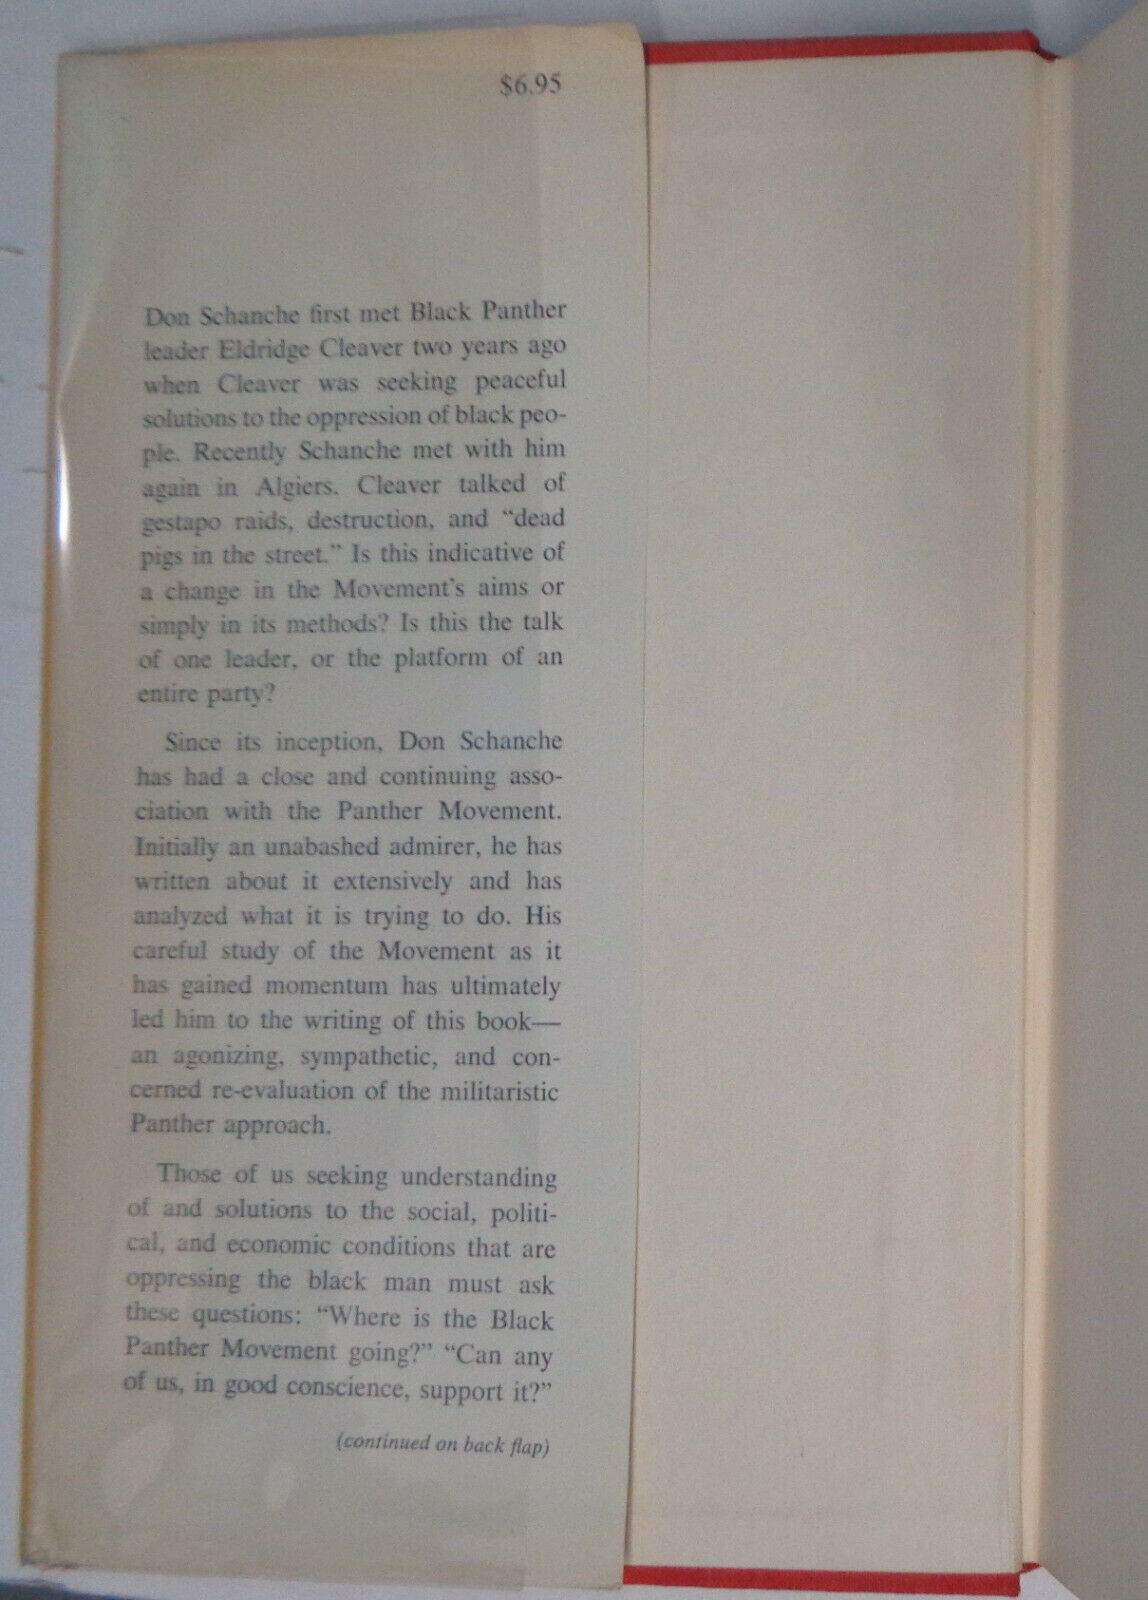 $6.95
Don Schanche first met Black Panther
leader Eldridge Cleaver two years ago
when Cleaver was seeking peaceful
solutions to the oppression of black peo-
ple. Recently Schanche met with him
again in Algiers. Cleaver talked of
gestapo raids, destruction, and “dead
pigs in the street.” Is this indicative of
a change in the Movement’s aims or
simply in its methods? Is this the talk
of one leader, or the platform of an
entire party?
Since its inception, Don Schanche
has had a close and continuing asso-
ciation with the Panther Movement.
Initially an unabashed admirer, he has
written about it extensively and has
analyzed what it is trying to do. His
careful study of the Movement as it
has gained momentum has ultimately
led him to the writing of this book—
an agonizing, sympathetic, and con-
cerned re-evaluation of the militaristic
Panther approach.
Those of us seeking understanding
of and solutions to the social, politi-
cal, and economic conditions that are
oppressing the black man must ask
these questions: “Where is the Black
Panther Movement going?” “Can any
of us, in good conscience, support it?”
(continued on back flap)